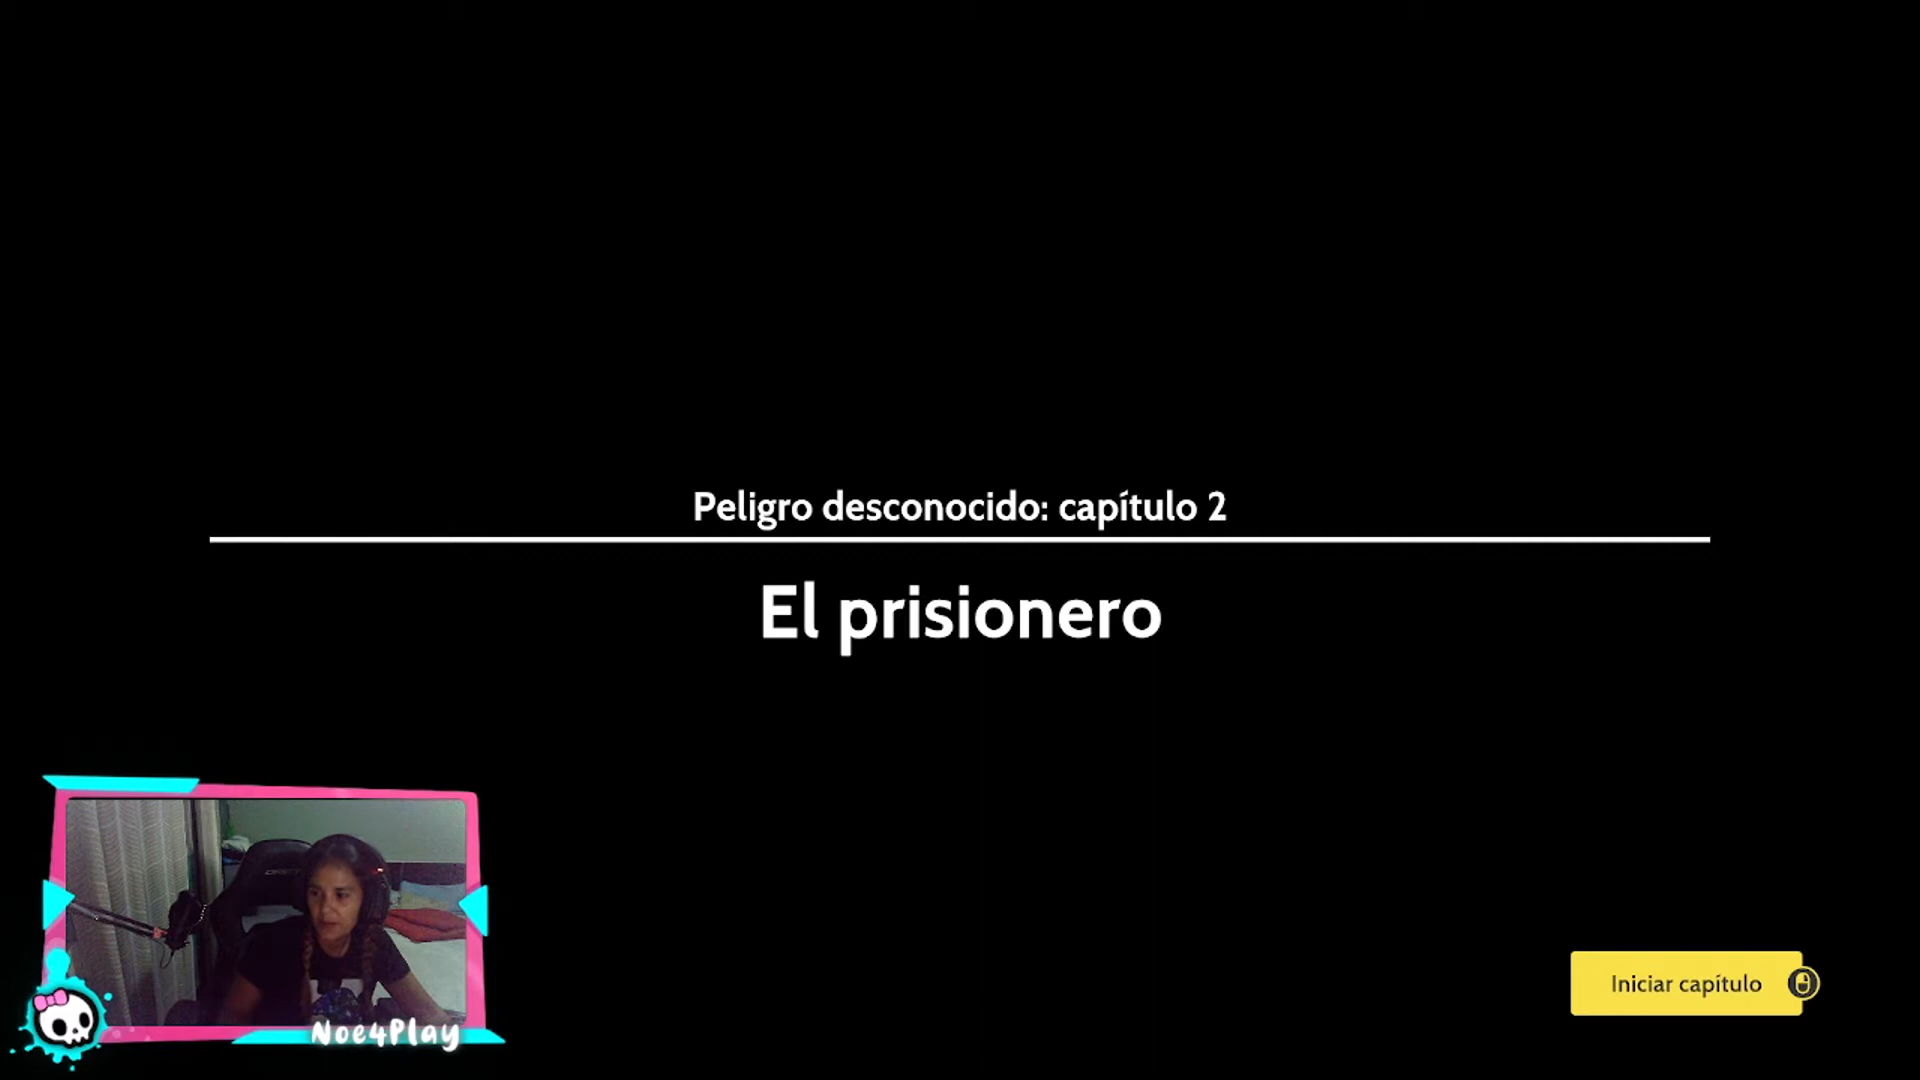 Peligro desconocido: capítulo 2
El prisionero
Iniciar capítulo
Noe4Play